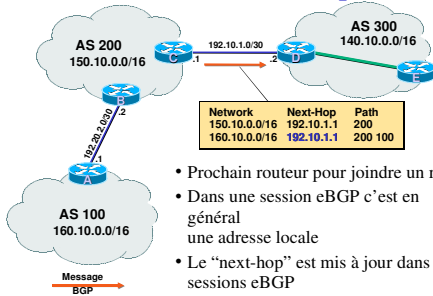 AS 300
140.10.0.0/16
AS 200
150.10.0.0/16
192.10.1.0/30
C
.1
.2
D
E
B
.2
192.20.2.0/30
.1
A
Network Next-Hop Path
150.10.0.0/16 192.10.1.1 200
160.10.0.0/16 192.10.1.1 200 100
AS 100
160.10.0.0/16
• Prochain routeur pour joindre un
• Dans une session eBGP c’est en
général
une adresse locale
• Le “next-hop” est mis à jour dans
sessions eBGP
Message
BGP